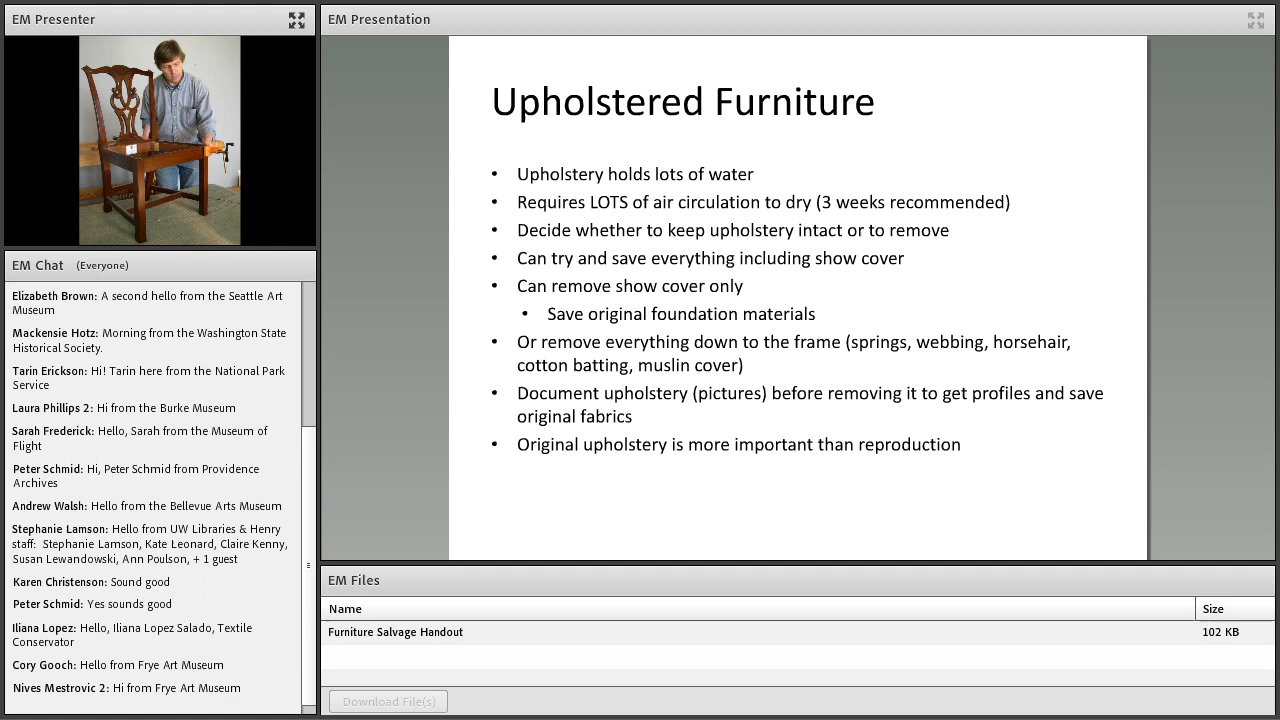 EM Presenter
EM Chat (Everyone)
Elizabeth Brown: A second hello from the Seattle Art
Museum
Mackensie Hotz: Morning from the Washington State
Historical Society.
Tarin Erickson: Hi! Tarin here from the National Park
Service
Laura Phillips 2: Hi from the Burke Museum
Sarah Frederick: Hello, Sarah from the Museum of
Flight
Peter Schmid: Hi, Peter Schmid from Providence
Archives
Andrew Walsh: Hello from the Bellevue Arts Museum
Stephanie Lamson: Hello from UW Libraries & Henry
staff: Stephanie Lamson, Kate Leonard, Claire Kenny,
Susan Lewandowski, Ann Poulson, + 1 guest
Karen Christenson: Sound good
Peter Schmid: Yes sounds good
Iliana Lopez: Hello, Iliana Lopez Salado, Textile
Conservator
Cory Gooch: Hello from Frye Art Museum
Nives Mestrovic 2: Hi from Frye Art Museum
EM Presentation
Upholstered Furniture
• Upholstery holds lots of water
• Requires LOTS of air circulation to dry (3 weeks recommended)
• Decide whether to keep upholstery intact or to remove
• Can try and save everything including show cover
• Can remove show cover only
• Save original foundation materials
• Or remove everything down to the frame (springs, webbing, horsehair,
cotton batting, muslin cover)
• Document upholstery (pictures) before removing it to get profiles and save
original fabrics
• Original upholstery is more important than reproduction
EM Files
Name Size
Furniture Salvage Handout 102 KB
Download File(s)